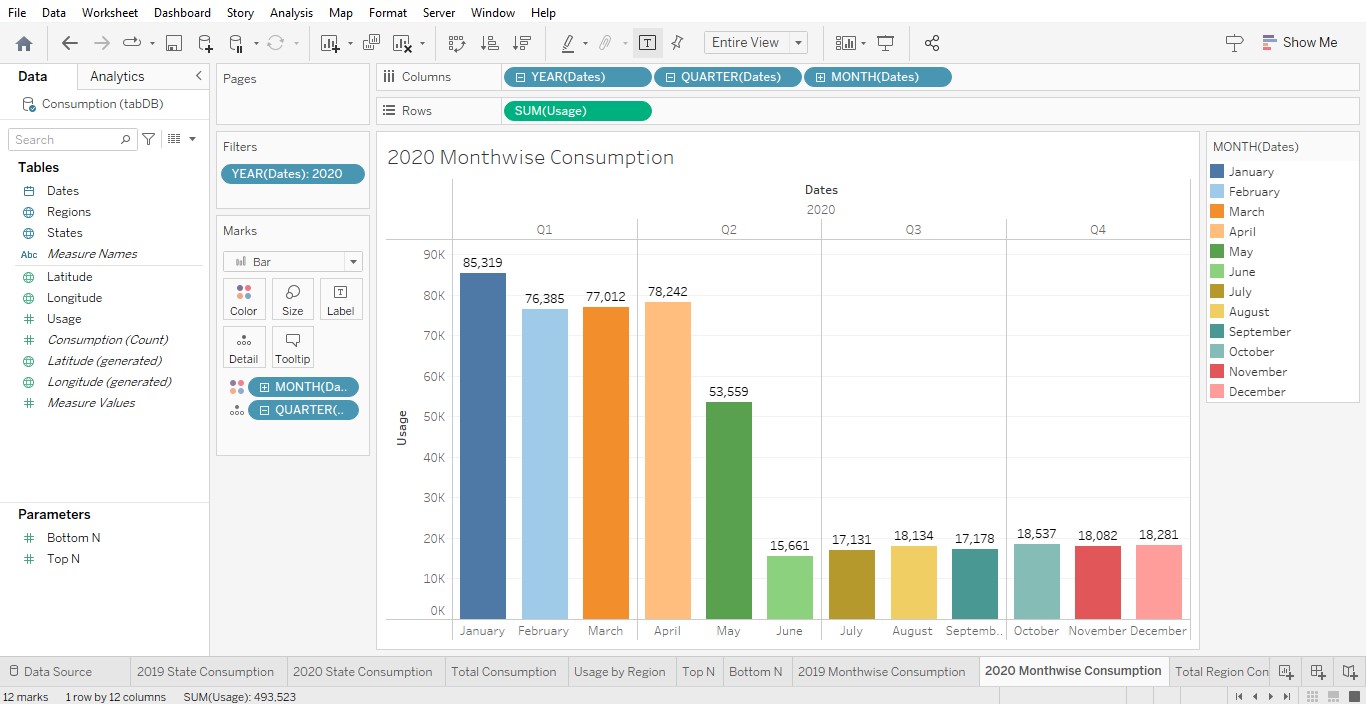 File Data Worksheet Dashboard Story Analysis Map Format Server Window Help
Entire View
Show Me
Data Analytics
Consumption (tabDB)
Search
Tables
Dates
Regions
States
Abc Measure Names
Latitude
Longitude
Usage
Consumption (Count)
Latitude (generated)
Longitude (generated)
Measure Values
Parameters
Bottom N
Top N
Pages
Filters
YEAR(Dates): 2020
Marks
Bar
Color Size Label
Detail Tooltip
MONTH(Da..
QUARTER(..
Columns YEAR(Dates) QUARTER(Dates) MONTH(Dates)
Rows SUM(Usage)
2020 Monthwise Consumption
Dates
2020
Q1 Q2 Q3 Q4
90K
80K
70K
60K
50K
40K
30K
20K
10K
0K
Usage
85,319
76,385
77,012
78,242
53,559
15,661
17,131
18,134
17,178
18,537
18,082
18,281
January February March April May June July August Septemb.. October November December
MONTH(Dates)
January
February
March
April
May
June
July
August
September
October
November
December
Data Source 2019 State Consumption 2020 State Consumption Total Consumption Usage by Region Top N Bottom N 2019 Monthwise Consumption 2020 Monthwise Consumption Total Region Con
12 marks 1 row by 12 columns SUM(Usage): 493,523